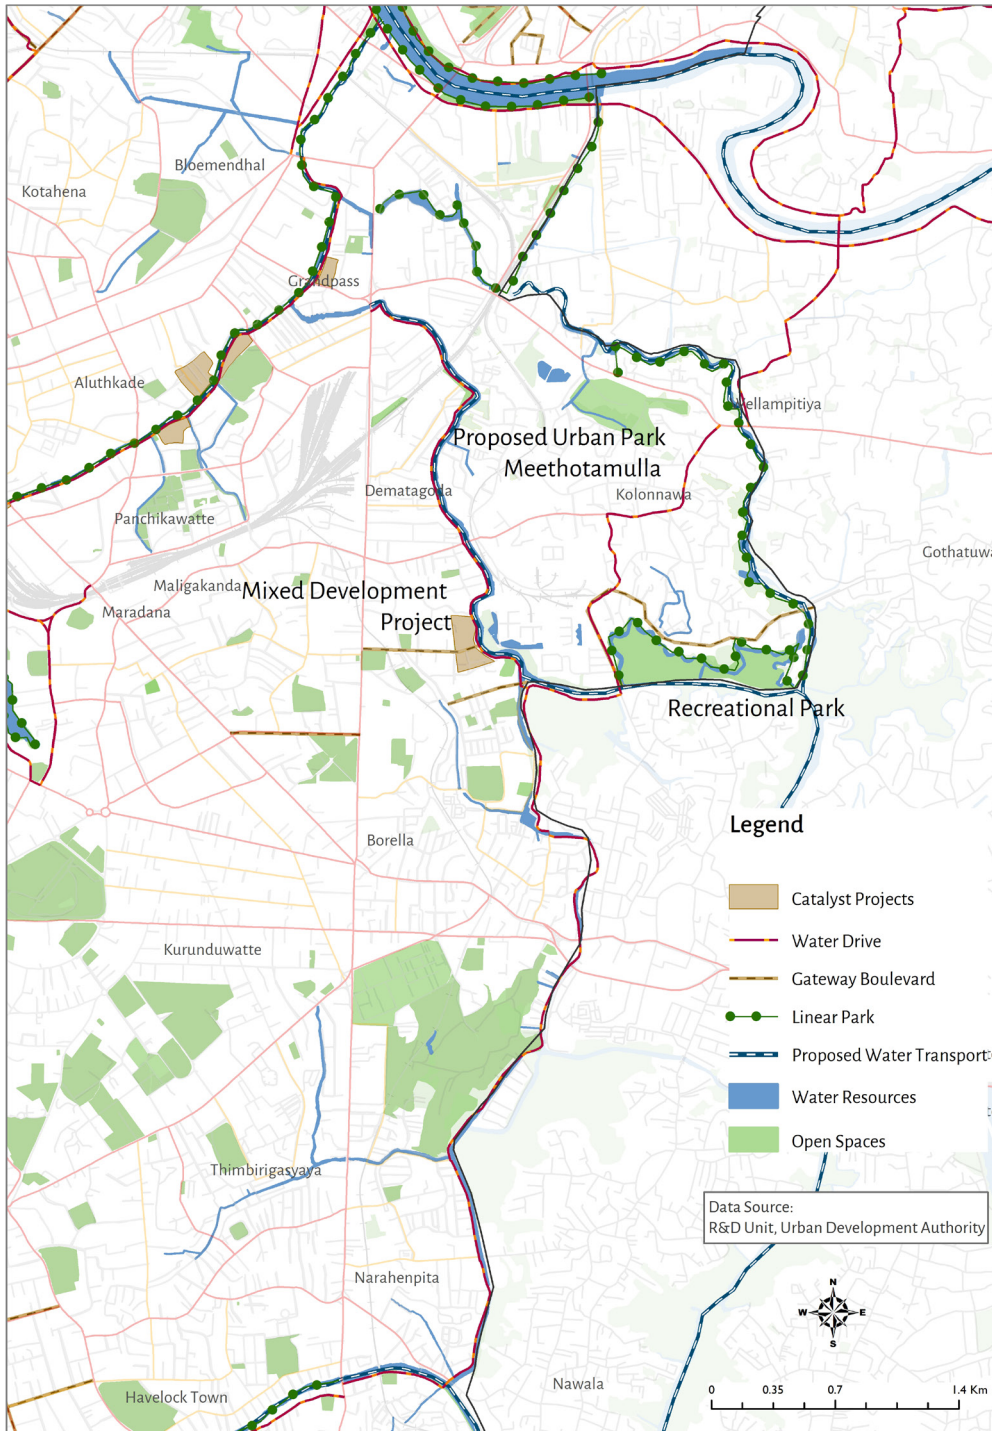 Bloemendhal
Kotahena
Grandpass
Aluthkade
Vellampitiya
Proposed Urban Park
Meethotamulla
Dematagoda
Kolonnawa
Panchikawatte
Gothatuwa
Maligakanda
Maradana
Mixed Development
Project
Recreational Park
Borella
Kurunduwatte
Thimbirigasyaya
Narahenpita
Havelock Town
Nawala
Legend
Catalyst Projects
Water Drive
Gateway Boulevard
Linear Park
Proposed Water Transport
Water Resources
Open Spaces
Data Source:
R&D Unit, Urban Development Authority
N
W E
S
0 0.35 0.7 1.4 Km